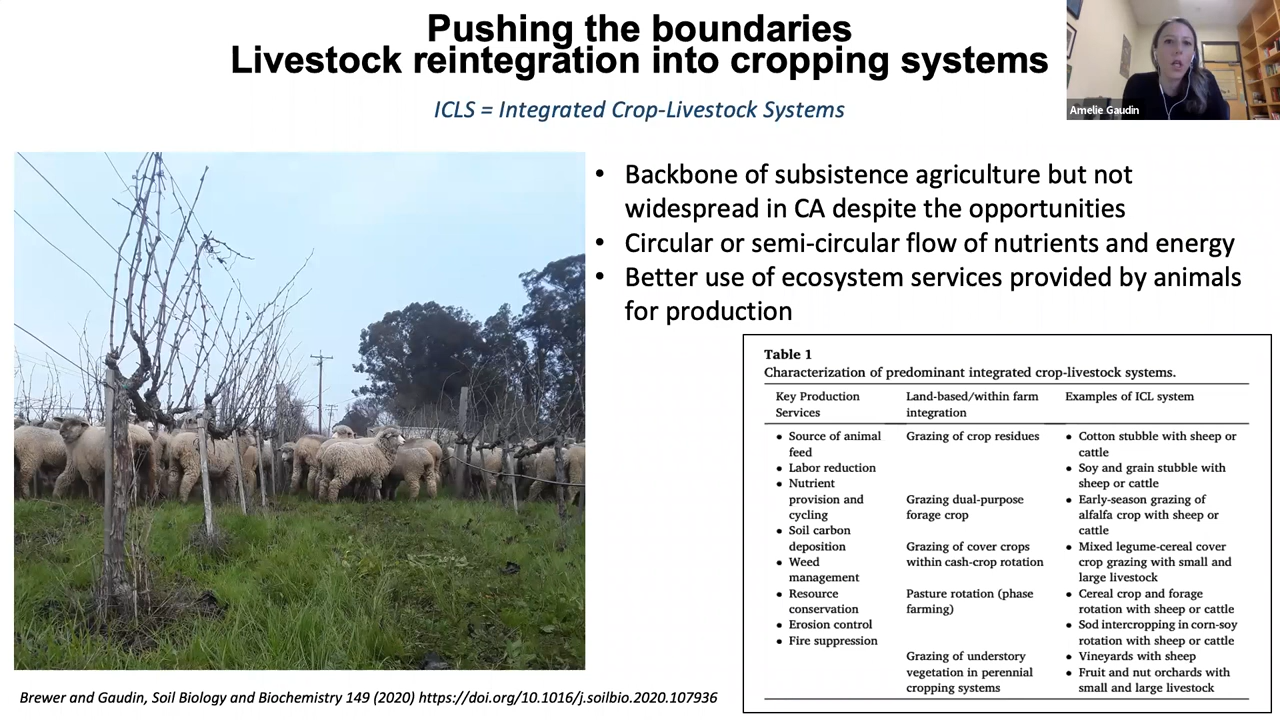 Pushing the boundaries
Livestock reintegration into cropping systems
ICLS = Integrated Crop-Livestock Systems
Amelie Gaudin
• Backbone of subsistence agriculture but not
widespread in CA despite the opportunities
• Circular or semi-circular flow of nutrients and energy
• Better use of ecosystem services provided by animals
for production
Table 1
Characterization of predominant integrated crop-livestock systems.
Key Production
Services
Land-based/within farm
integration
Examples of ICL system
• Source of animal
feed
• Labor reduction
• Nutrient
provision and
cycling
• Soil carbon
deposition
• Weed
management
• Resource
conservation
• Erosion control
• Fire suppression
Grazing of crop residues
Grazing dual-purpose
forage crop
Grazing of cover crops
within cash-crop rotation
Pasture rotation (phase
farming)
Grazing of understory
vegetation in perennial
cropping systems
• Cotton stubble with sheep or
cattle
• Soy and grain stubble with
sheep or cattle
• Early-season grazing of
alfalfa crop with sheep or
cattle
• Mixed legume-cereal cover
crop grazing with small and
large livestock
• Cereal crop and forage
rotation with sheep or cattle
• Sod intercropping in corn-soy
rotation with sheep or cattle
• Vineyards with sheep
• Fruit and nut orchards with
small and large livestock
Brewer and Gaudin, Soil Biology and Biochemistry 149 (2020) https://doi.org/10.1016/j.soilbio.2020.107936